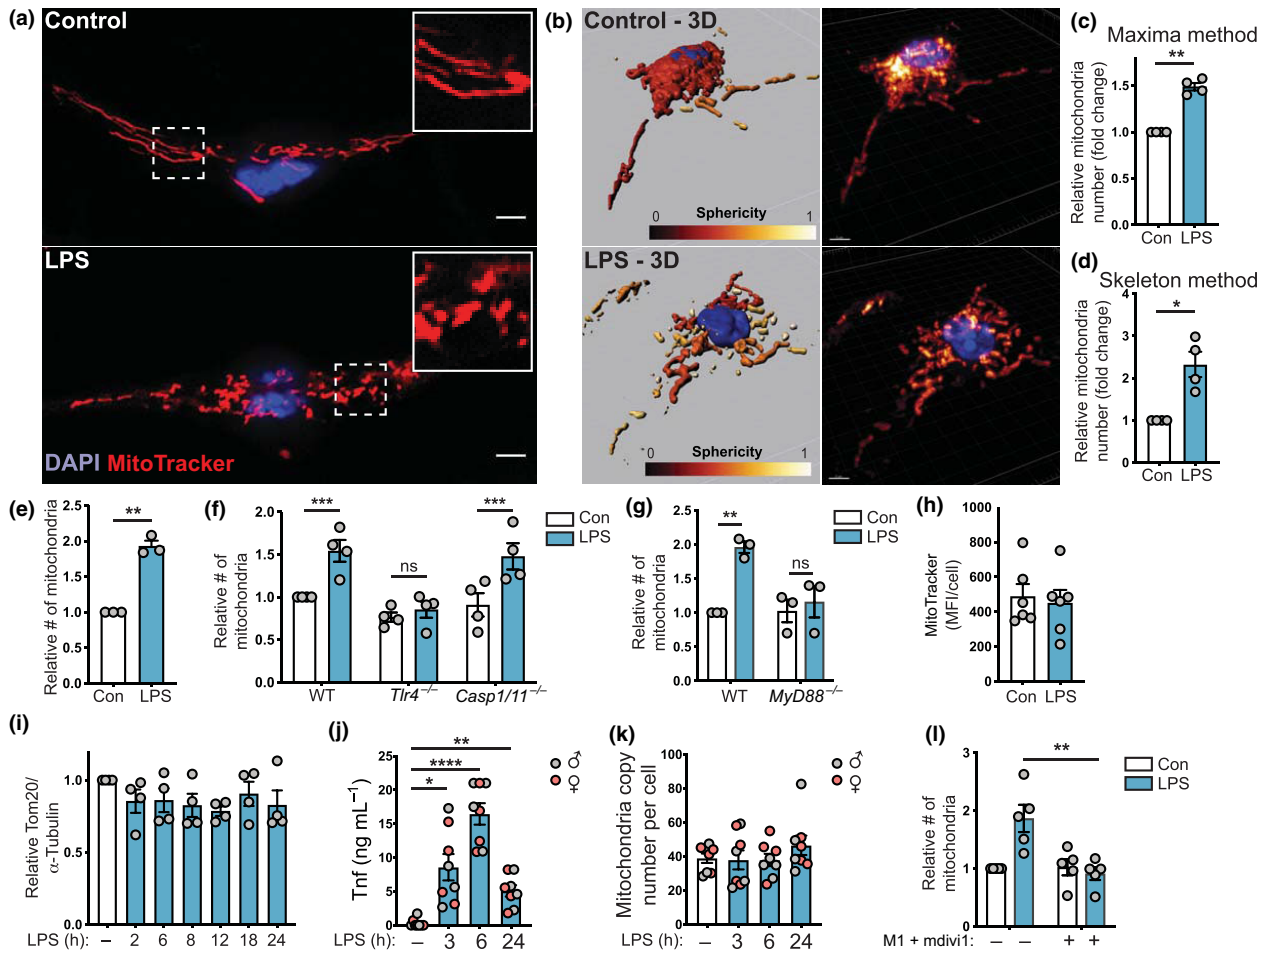 (a)
Control
LPS
DAPI MitoTracker
(b)
Control - 3D
Sphericity
0 1
LPS - 3D
Sphericity
0 1
(c)
Maxima method
**
Relative mitochondria
number (fold change)
1.5
1.0
0.5
0.0
Con LPS
(d)
Skeleton method
*
Relative mitochondria
number (fold change)
4
3
2
1
0
Con LPS
(e)
**
Relative # of mitochondria
2.5
2.0
1.5
1.0
0.5
0.0
Con LPS
(f)
*** ns ***
Relative # of
mitochondria
2.0
1.5
1.0
0.5
0.0
WT Tlr4−/− Casp1/11−/−
Con
LPS
(g)
** ns
Relative # of
mitochondria
2.5
2.0
1.5
1.0
0.5
0.0
WT MyD88−/−
Con
LPS
(h)
MitoTracker
(MFI/cell)
1000
800
600
400
200
0
Con LPS
(i)
Relative Tom20/
α-Tubulin
1.0
0.5
0.0
LPS (h): – 2 6 8 12 18 24
(j)
**
****
*
Tnf (ng mL−1)
25
20
15
10
5
0
LPS (h): – 3 6 24
♂
♀
(k)
Mitochondria copy
number per cell
100
80
60
40
20
0
LPS (h): – 3 6 24
♂
♀
(l)
**
Relative # of
mitochondria
3
2
1
0
M1 + mdivi1: – – + +
Con
LPS